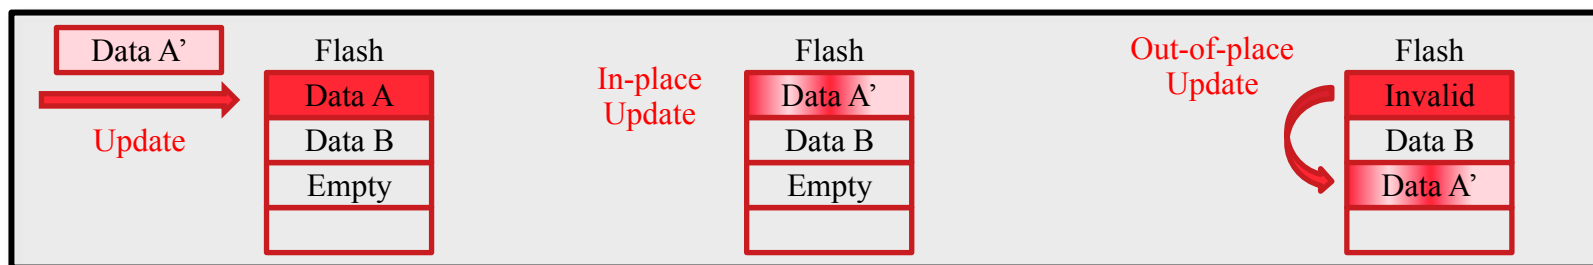 Data A’
Update
Flash
Data A
Data B
Empty
In-place
Update
Flash
Data A’
Data B
Empty
Out-of-place
Update
Flash
Invalid
Data B
Data A’